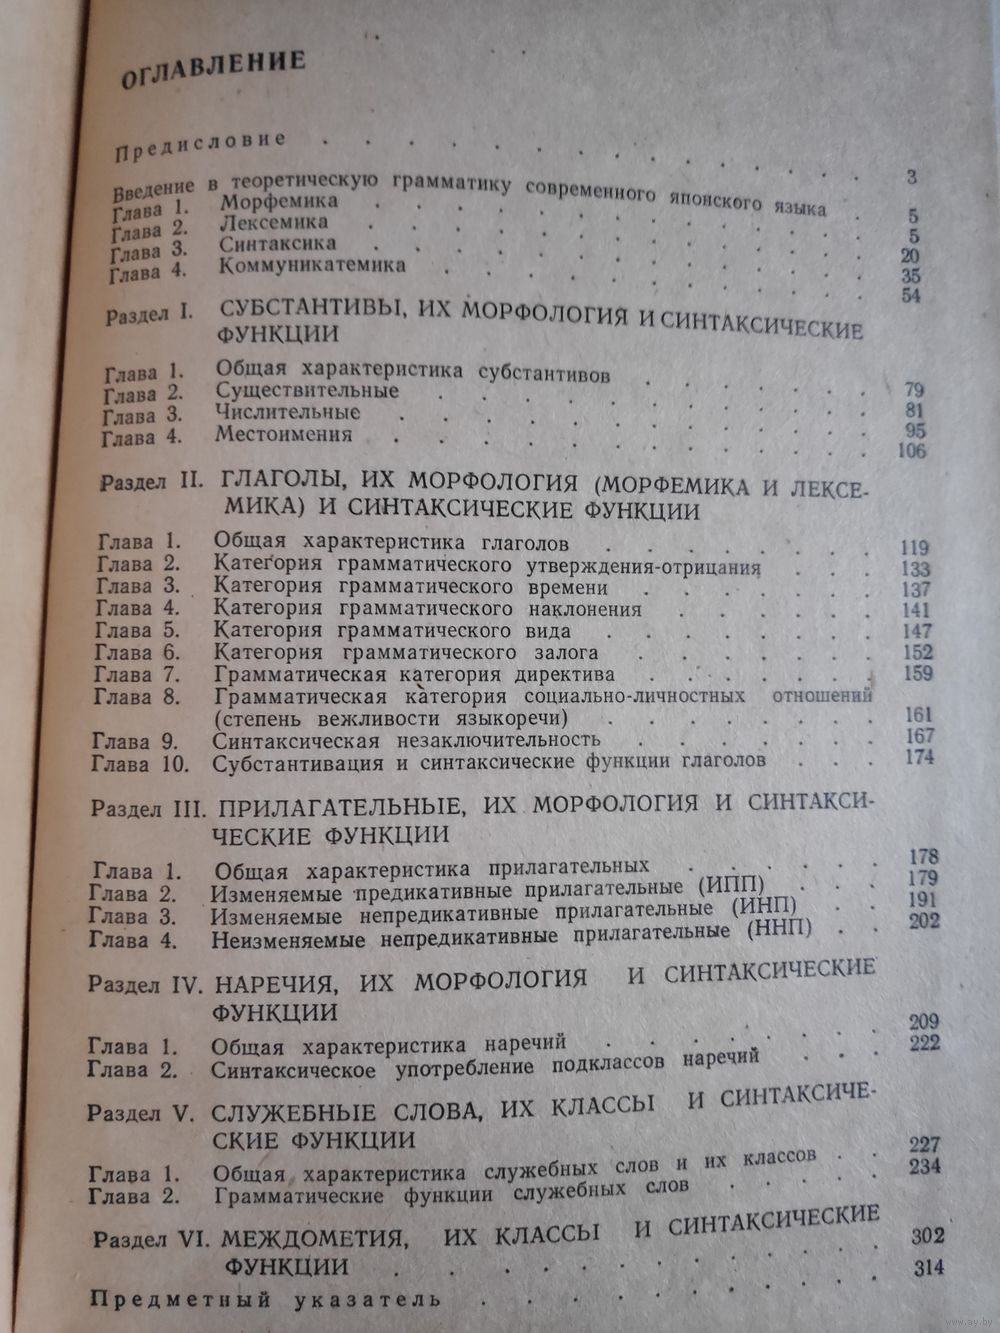 ОГЛАВЛЕНИЕ
Предисловие . . . . . . . . . . . . 3
Введение в теоретическую грамматику современного японского языка . 5
Глава 1. Морфемика . . . . . . . . . . . . 5
Глава 2. Лексемика . . . . . . . . . . . . 20
Глава 3. Синтаксика . . . . . . . . . . . . 35
Глава 4. Коммуникатемика . . . . . . . . . . 54
Раздел I. СУБСТАНТИВЫ, ИХ МОРФОЛОГИЯ И СИНТАКСИЧЕСКИЕ
ФУНКЦИИ
Глава 1. Общая характеристика субстантивов . . . . . . 79
Глава 2. Существительные . . . . . . . . . . 81
Глава 3. Числительные . . . . . . . . . . . 95
Глава 4. Местоимения . . . . . . . . . . . 106
Раздел II. ГЛАГОЛЫ, ИХ МОРФОЛОГИЯ (МОРФЕМИКА И ЛЕКСЕ-
МИКА) И СИНТАКСИЧЕСКИЕ ФУНКЦИИ
Глава 1. Общая характеристика глаголов . . . . . . . 119
Глава 2. Категория грамматического утверждения-отрицания . . . 133
Глава 3. Категория грамматического времени . . . . . . 137
Глава 4. Категория грамматического наклонения . . . . . 141
Глава 5. Категория грамматического вида . . . . . . . 147
Глава 6. Категория грамматического залога . . . . . . 152
Глава 7. Грамматическая категория директива . . . . . . 159
Глава 8. Грамматическая категория социально-личностных отношений
(степень вежливости языкоречи) . . . . . . . 161
Глава 9. Синтаксическая незаключительность . . . . . . 167
Глава 10. Субстантивация и синтаксические функции глаголов . . . 174
Раздел III. ПРИЛАГАТЕЛЬНЫЕ, ИХ МОРФОЛОГИЯ И СИНТАКСИ-
ЧЕСКИЕ ФУНКЦИИ
Глава 1. Общая характеристика прилагательных . . . . . 178
Глава 2. Изменяемые предикативные прилагательные (ИПП) . . . 179
Глава 3. Изменяемые непредикативные прилагательные (ИНП) . . 191
Глава 4. Неизменяемые непредикативные прилагательные (ННП) . . 202
Раздел IV. НАРЕЧИЯ, ИХ МОРФОЛОГИЯ И СИНТАКСИЧЕСКИЕ
ФУНКЦИИ
Глава 1. Общая характеристика наречий . . . . . . . 209
Глава 2. Синтаксическое употребление подклассов наречий . . . 222
Раздел V. СЛУЖЕБНЫЕ СЛОВА, ИХ КЛАССЫ И СИНТАКСИЧЕ-
СКИЕ ФУНКЦИИ
Глава 1. Общая характеристика служебных слов и их классов . . 227
Глава 2. Грамматические функции служебных слов . . . . . 234
Раздел VI. МЕЖДОМЕТИЯ, ИХ КЛАССЫ И СИНТАКСИЧЕСКИЕ
ФУНКЦИИ . . . . . . . . . . . . 302
Предметный указатель . . . . . . . . . . 314
www.ay.by